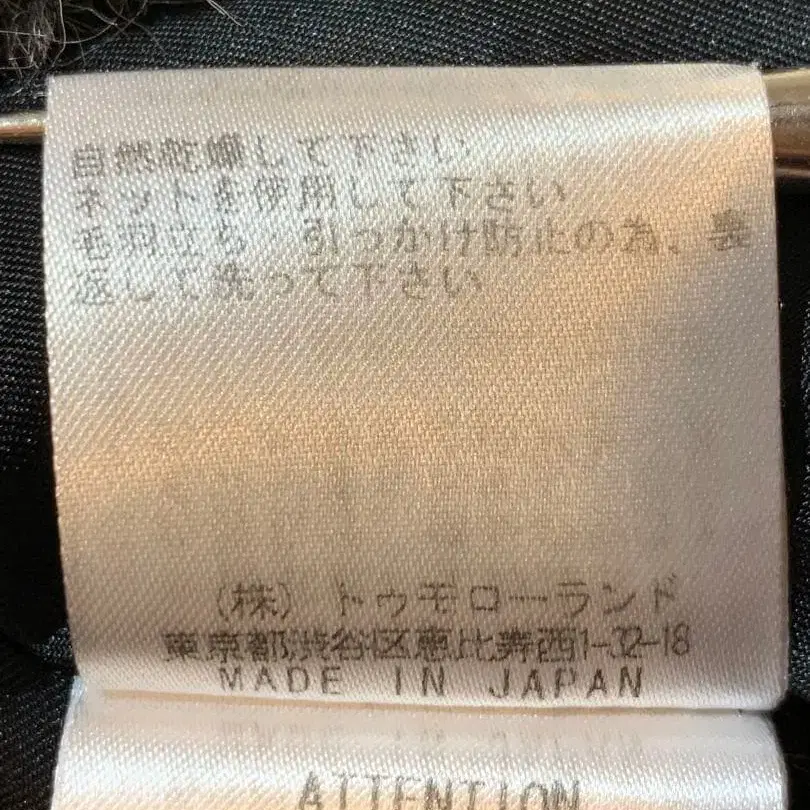 自然乾燥して下さい
ネットを使用して下さい
毛羽立ち・引っかけ防止の為、裏
返して洗って下さい
(株)トゥモローランド
東京都渋谷区恵比寿西1-32-18
MADE IN JAPAN
ATTENTION